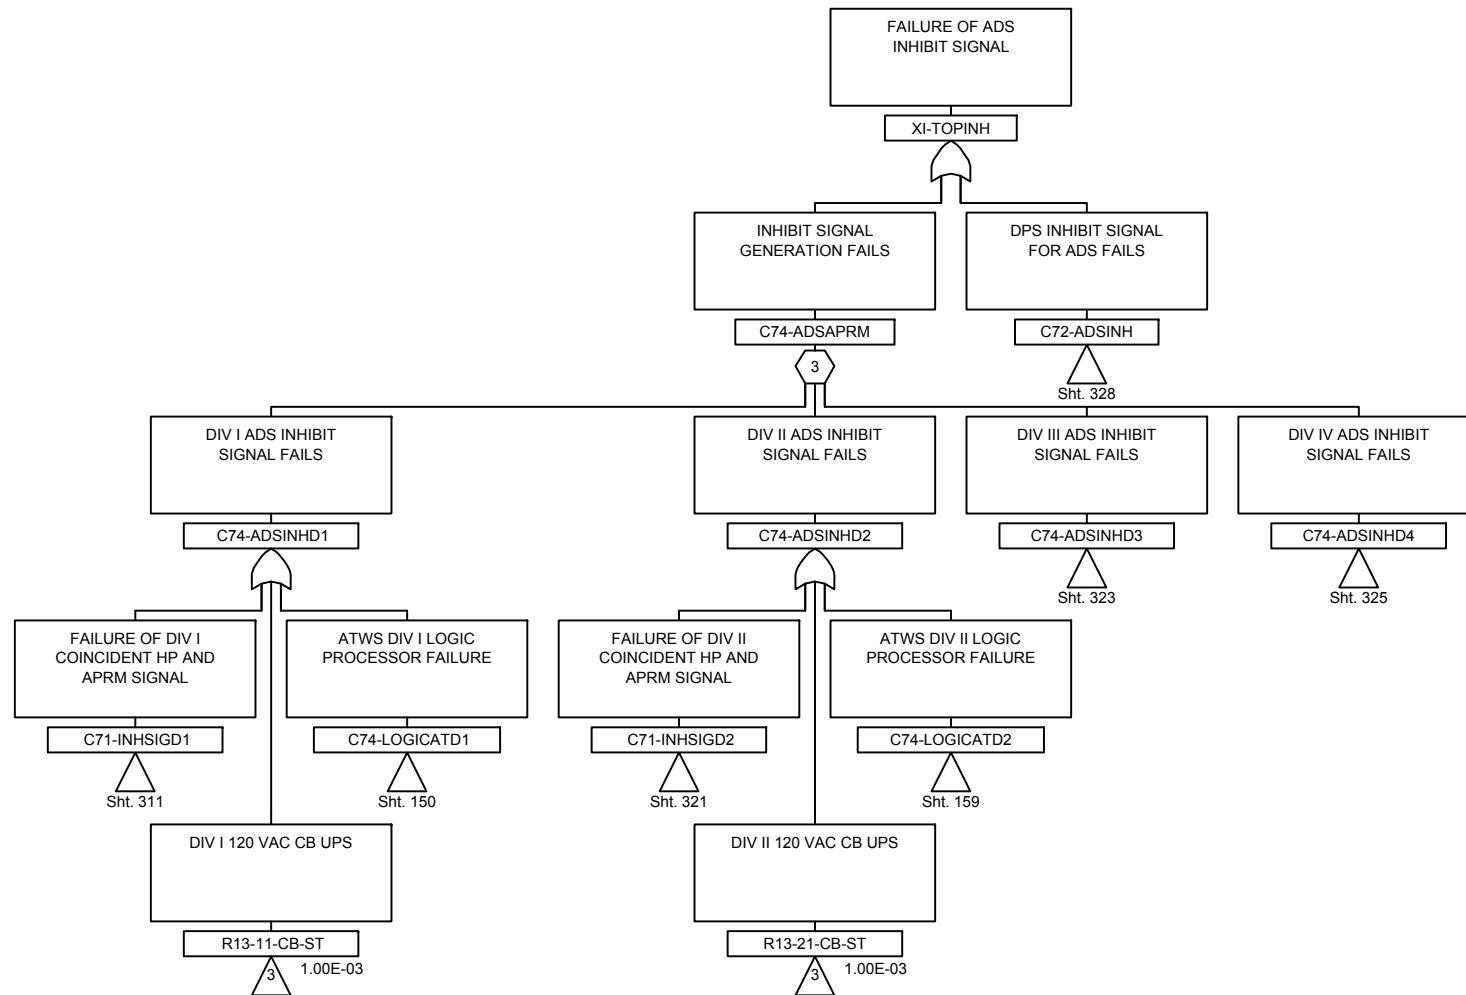 FAILURE OF ADS
INHIBIT SIGNAL
XI-TOPINH
INHIBIT SIGNAL
GENERATION FAILS
C74-ADSAPRM
3
DPS INHIBIT SIGNAL
FOR ADS FAILS
C72-ADSINH
Sht. 328
DIV I ADS INHIBIT
SIGNAL FAILS
C74-ADSINHD1
DIV II ADS INHIBIT
SIGNAL FAILS
C74-ADSINHD2
DIV III ADS INHIBIT
SIGNAL FAILS
C74-ADSINHD3
Sht. 323
DIV IV ADS INHIBIT
SIGNAL FAILS
C74-ADSINHD4
Sht. 325
FAILURE OF DIV I
COINCIDENT HP AND
APRM SIGNAL
C71-INHSIGD1
Sht. 311
ATWS DIV I LOGIC
PROCESSOR FAILURE
C74-LOGICATD1
Sht. 150
FAILURE OF DIV II
COINCIDENT HP AND
APRM SIGNAL
C71-INHSIGD2
Sht. 321
ATWS DIV II LOGIC
PROCESSOR FAILURE
C74-LOGICATD2
Sht. 159
DIV I 120 VAC CB UPS
R13-11-CB-ST
3 1.00E-03
DIV II 120 VAC CB UPS
R13-21-CB-ST
3 1.00E-03